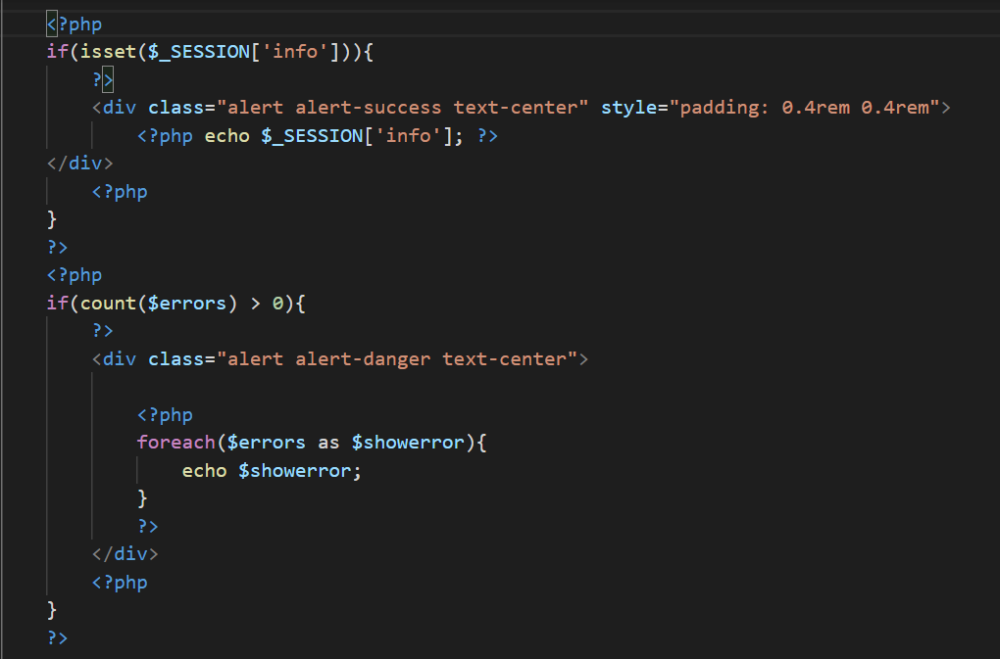 <?php
if(isset($_SESSION['info'])){
    ?>
    <div class="alert alert-success text-center" style="padding: 0.4rem 0.4rem">
        <?php echo $_SESSION['info']; ?>
</div>
    <?php
}
?>
<?php
if(count($errors) > 0){
    ?>
    <div class="alert alert-danger text-center">

        <?php
        foreach($errors as $showerror){
            echo $showerror;
        }
        ?>
    </div>
    <?php
}
?>